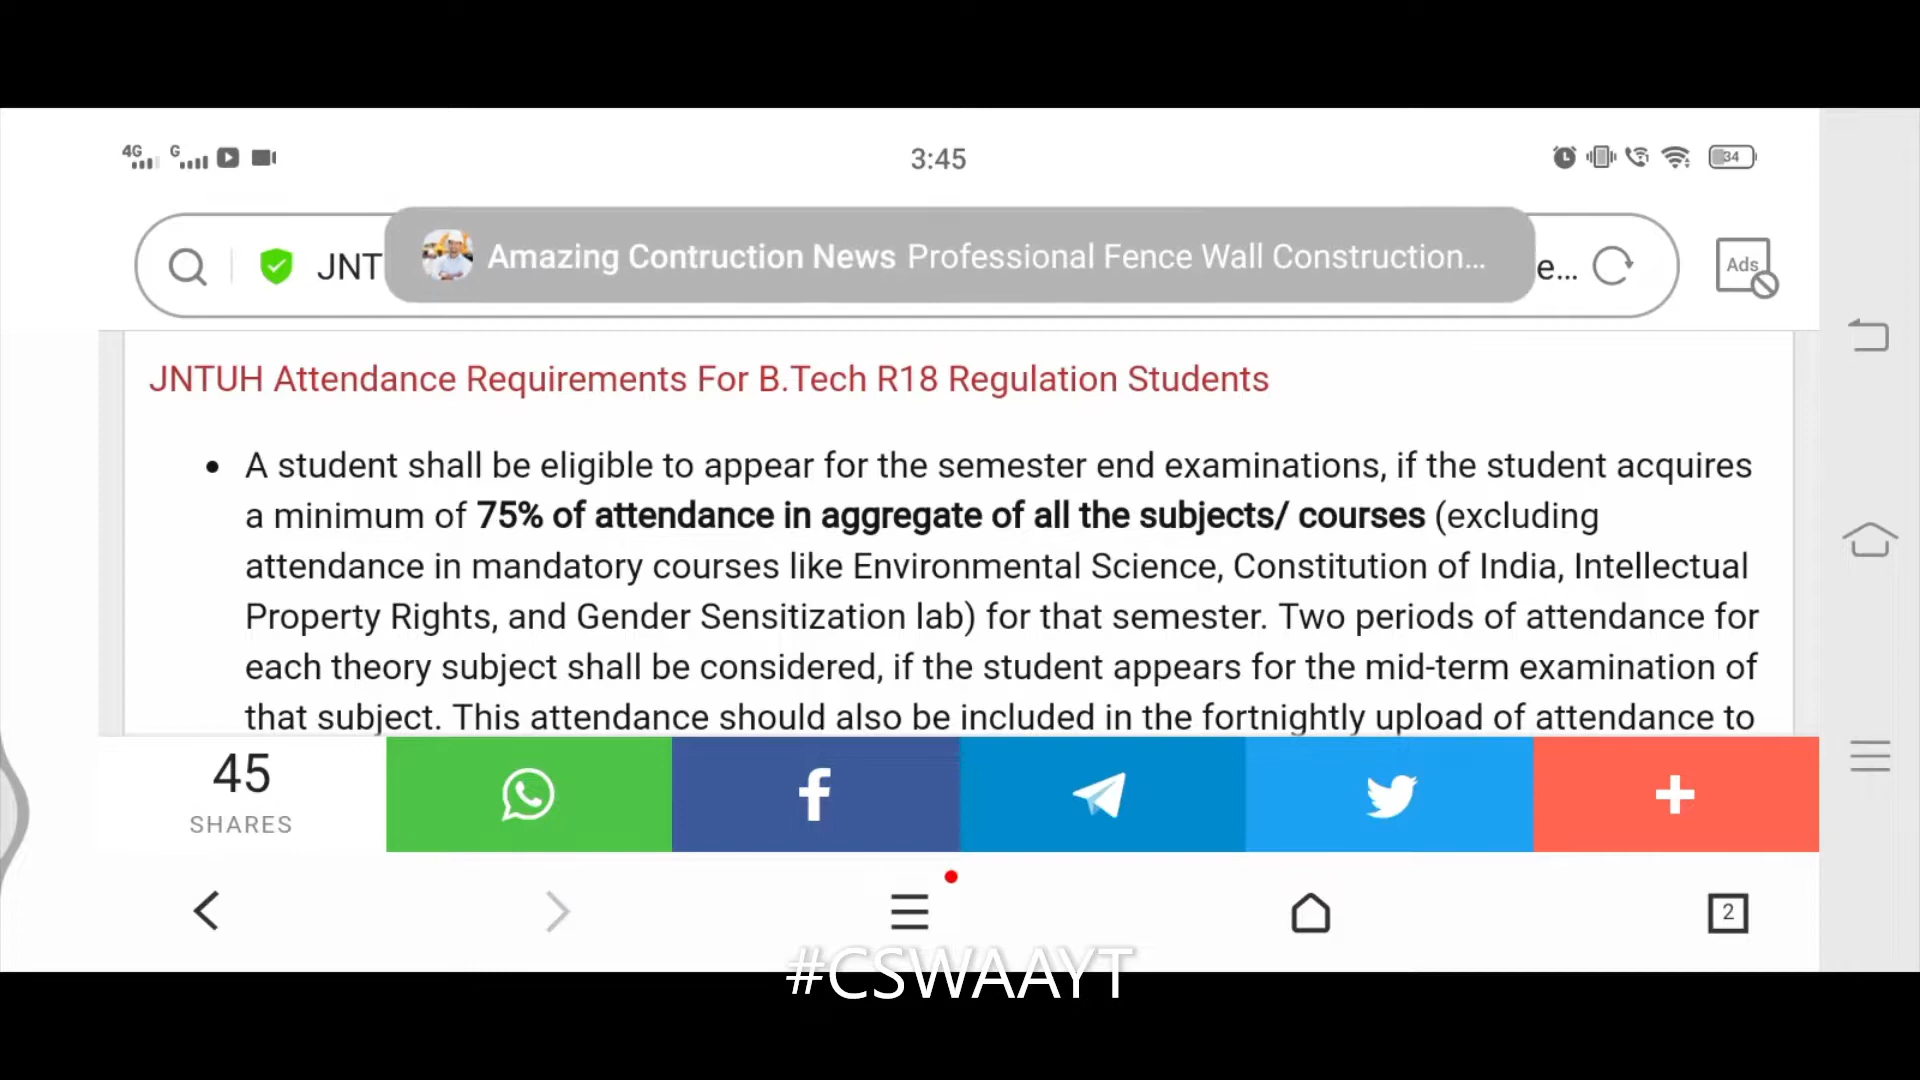 4G G 3:45 34
JNT Amazing Contruction News Professional Fence Wall Construction... e... Ads
JNTUH Attendance Requirements For B.Tech R18 Regulation Students
• A student shall be eligible to appear for the semester end examinations, if the student acquires
a minimum of 75% of attendance in aggregate of all the subjects/ courses (excluding
attendance in mandatory courses like Environmental Science, Constitution of India, Intellectual
Property Rights, and Gender Sensitization lab) for that semester. Two periods of attendance for
each theory subject shall be considered, if the student appears for the mid-term examination of
that subject. This attendance should also be included in the fortnightly upload of attendance to
45
SHARES
2
#CSWAAYT